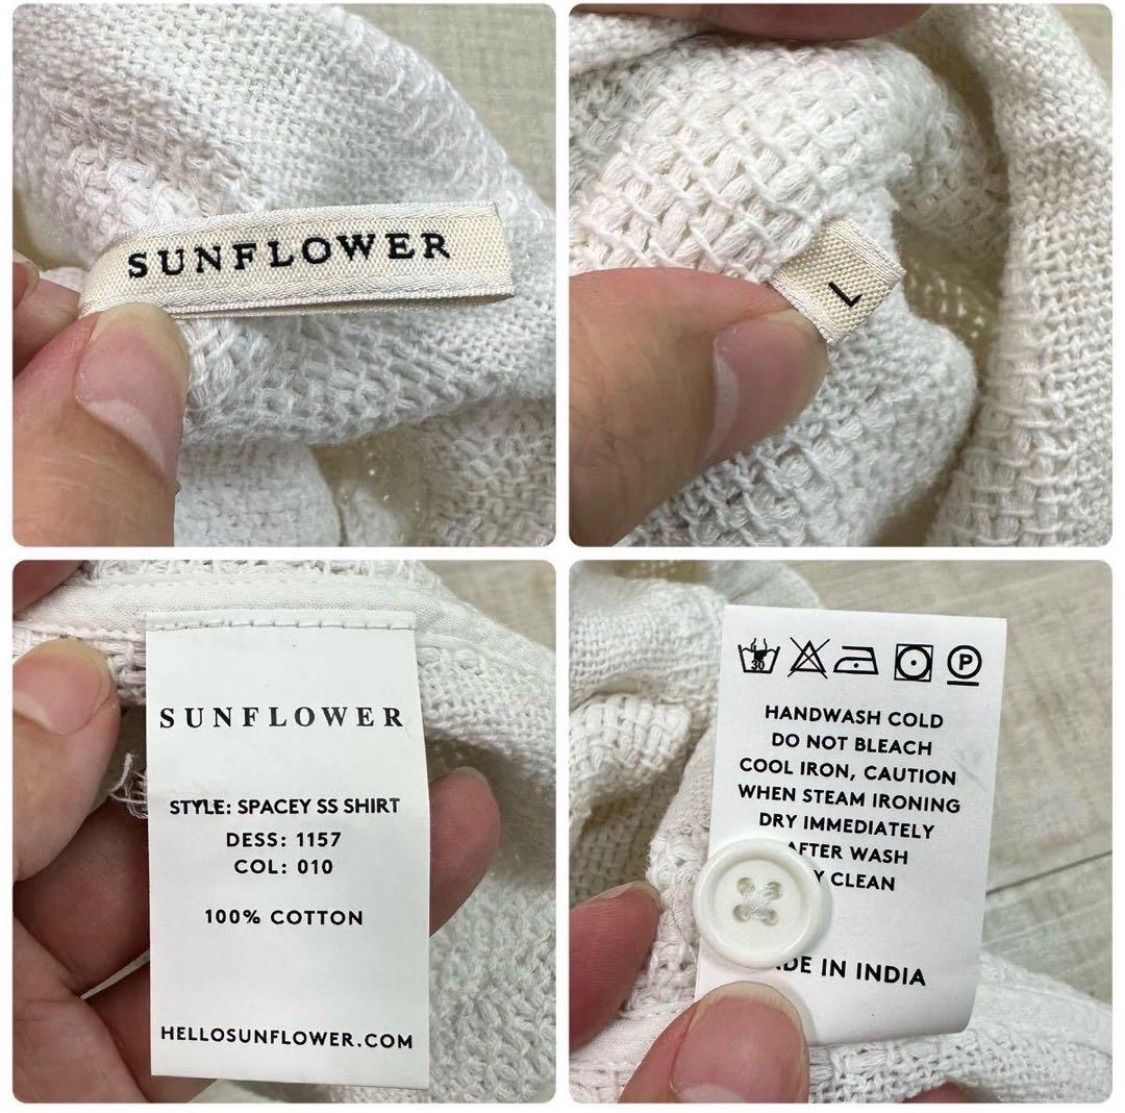 SUNFLOWER
L
SUNFLOWER
STYLE: SPACEY SS SHIRT
DESS: 1157
COL: 010
100% COTTON
HELLOSUNFLOWER.COM
30
P
HANDWASH COLD
DO NOT BLEACH
COOL IRON, CAUTION
WHEN STEAM IRONING
DRY IMMEDIATELY
AFTER WASH
CLEAN
IN INDIA